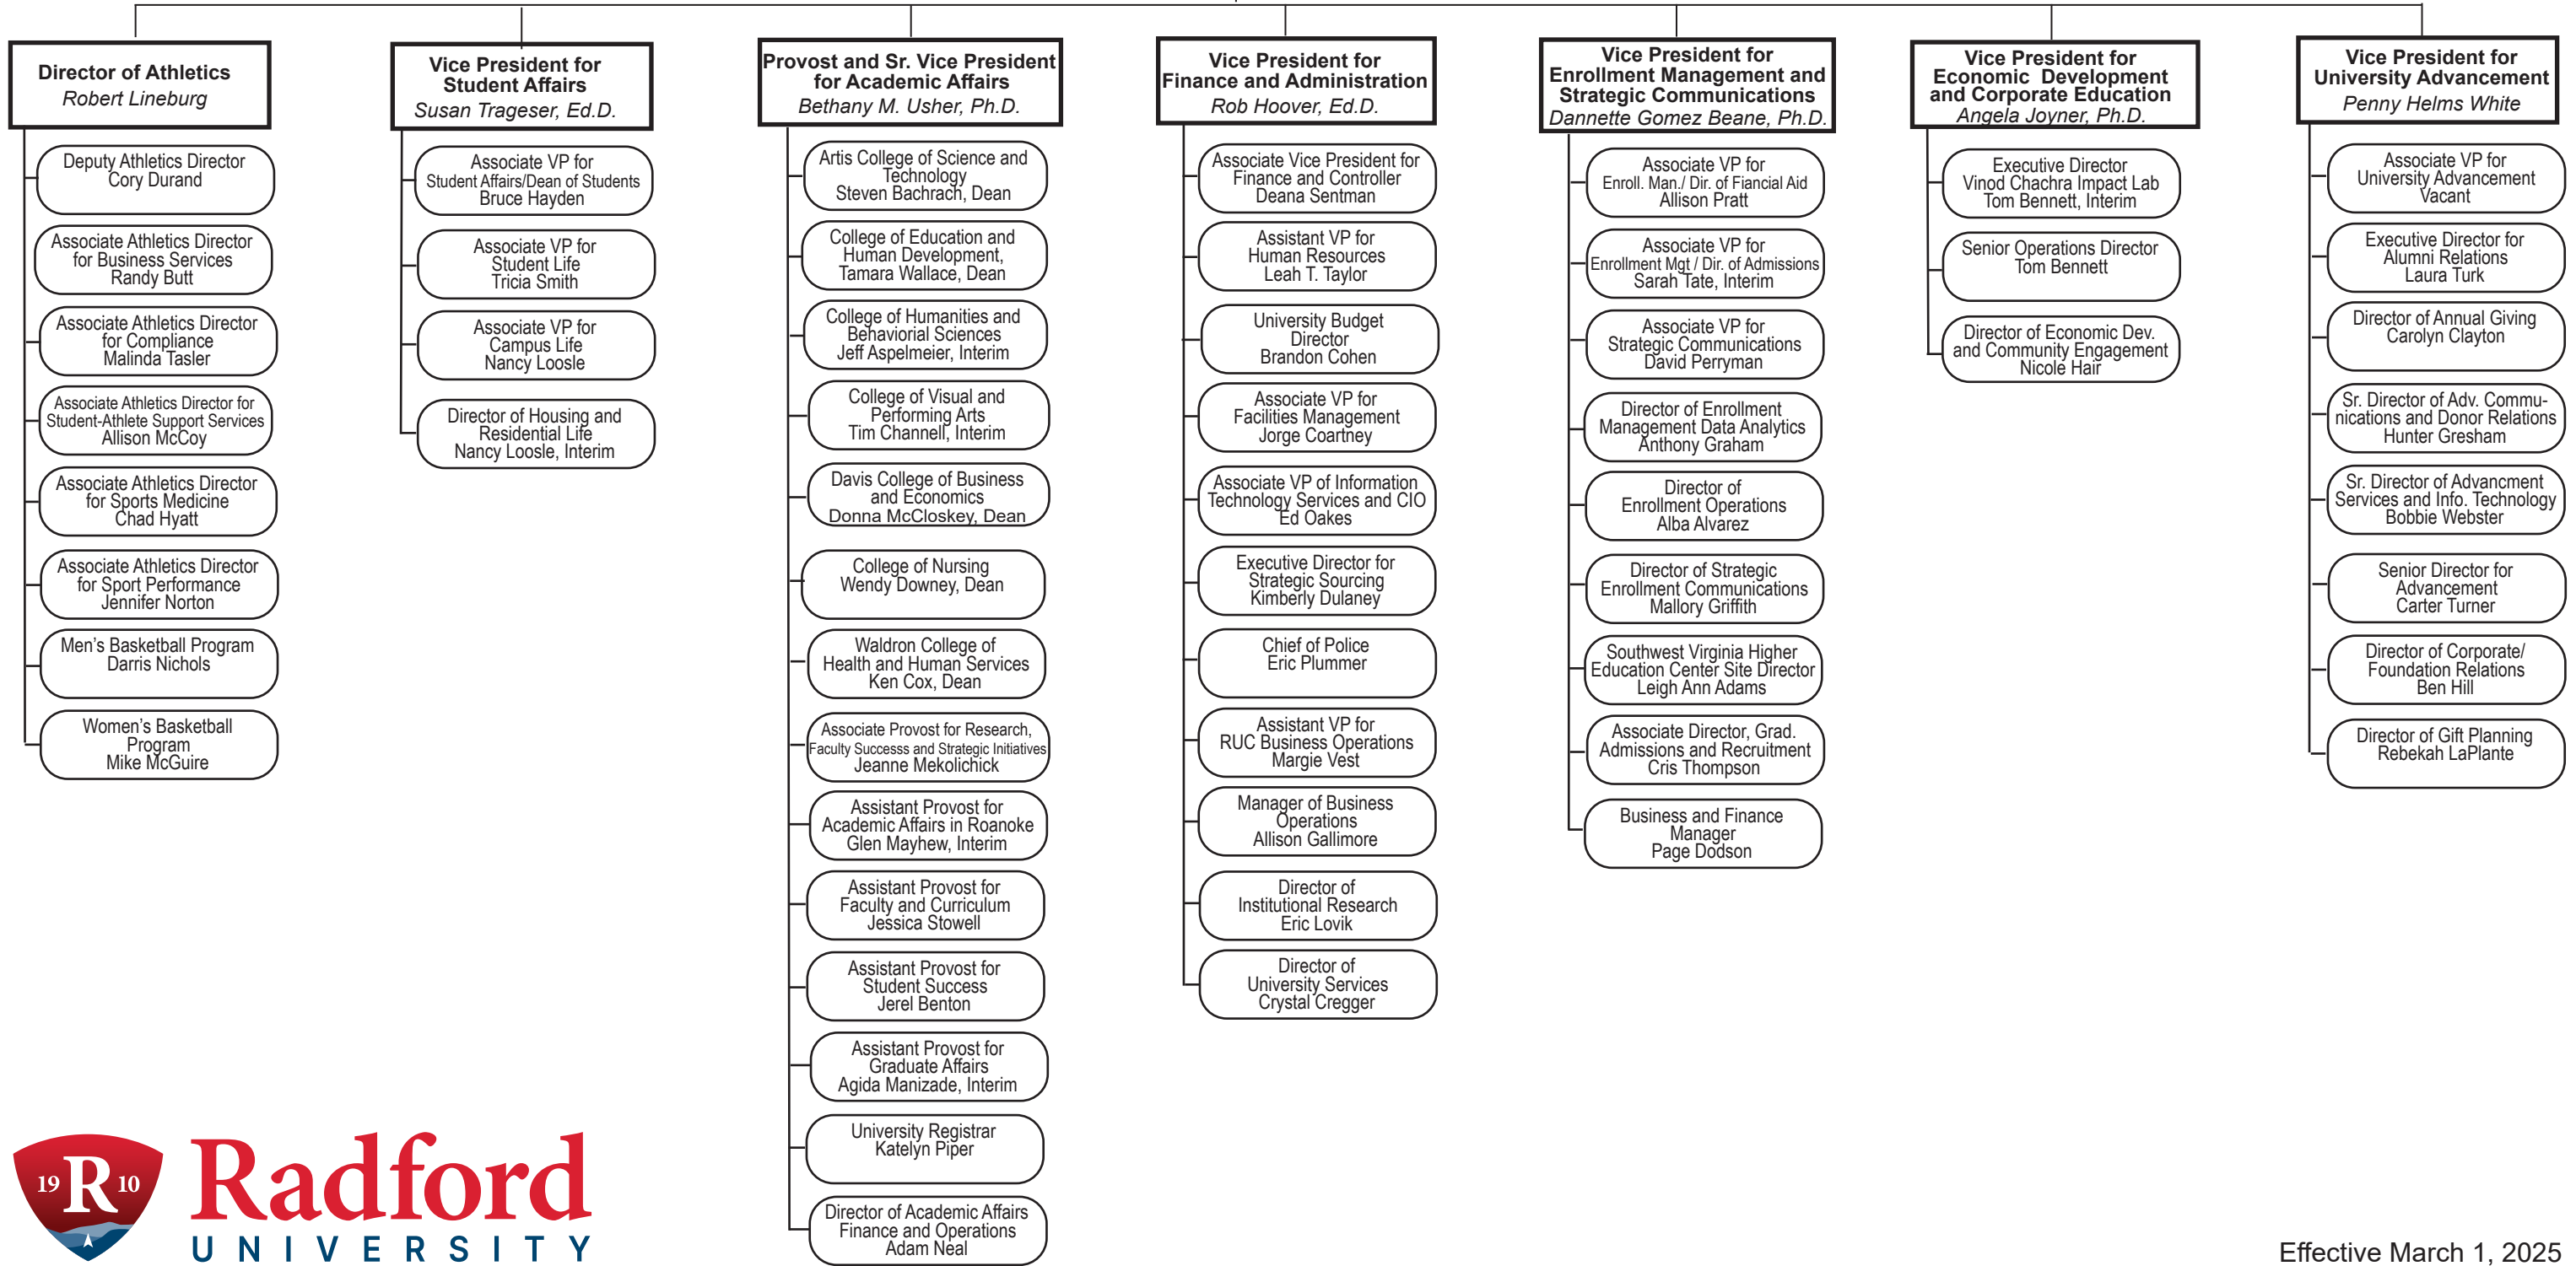 Director of Athletics
Robert Lineburg
Deputy Athletics Director
Cory Durand
Associate Athletics Director
for Business Services
Randy Butt
Associate Athletics Director
for Compliance
Malinda Tasler
Associate Athletics Director for
Student-Athlete Support Services
Allison McCoy
Associate Athletics Director
for Sports Medicine
Chad Hyatt
Associate Athletics Director
for Sport Performance
Jennifer Norton
Men's Basketball Program
Darris Nichols
Women's Basketball
Program
Mike McGuire
Vice President for
Student Affairs
Susan Trageser, Ed.D.
Associate VP for
Student Affairs/Dean of Students
Bruce Hayden
Associate VP for
Student Life
Tricia Smith
Associate VP for
Campus Life
Nancy Loosle
Director of Housing and
Residential Life
Nancy Loosle, Interim
Provost and Sr. Vice President
for Academic Affairs
Bethany M. Usher, Ph.D.
Artis College of Science and
Technology
Steven Bachrach, Dean
College of Education and
Human Development,
Tamara Wallace, Dean
College of Humanities and
Behaviorial Sciences
Jeff Aspelmeier, Interim
College of Visual and
Performing Arts
Tim Channell, Interim
Davis College of Business
and Economics
Donna McCloskey, Dean
College of Nursing
Wendy Downey, Dean
Waldron College of
Health and Human Services
Ken Cox, Dean
Associate Provost for Research,
Faculty Successs and Strategic Initiatives
Jeanne Mekolichick
Assistant Provost for
Academic Affairs in Roanoke
Glen Mayhew, Interim
Assistant Provost for
Faculty and Curriculum
Jessica Stowell
Assistant Provost for
Student Success
Jerel Benton
Assistant Provost for
Graduate Affairs
Agida Manizade, Interim
University Registrar
Katelyn Piper
Director of Academic Affairs
Finance and Operations
Adam Neal
Vice President for
Finance and Administration
Rob Hoover, Ed.D.
Associate Vice President for
Finance and Controller
Deana Sentman
Assistant VP for
Human Resources
Leah T. Taylor
University Budget
Director
Brandon Cohen
Associate VP for
Facilities Management
Jorge Coartney
Associate VP of Information
Technology Services and CIO
Ed Oakes
Executive Director for
Strategic Sourcing
Kimberly Dulaney
Chief of Police
Eric Plummer
Assistant VP for
RUC Business Operations
Margie Vest
Manager of Business
Operations
Allison Gallimore
Director of
Institutional Research
Eric Lovik
Director of
University Services
Crystal Cregger
Vice President for
Enrollment Management and
Strategic Communications
Dannette Gomez Beane, Ph.D.
Associate VP for
Enroll. Man./ Dir. of Fiancial Aid
Allison Pratt
Associate VP for
Enrollment Mgt / Dir. of Admissions
Sarah Tate, Interim
Associate VP for
Strategic Communications
David Perryman
Director of Enrollment
Management Data Analytics
Anthony Graham
Director of
Enrollment Operations
Alba Alvarez
Director of Strategic
Enrollment Communications
Mallory Griffith
Southwest Virginia Higher
Education Center Site Director
Leigh Ann Adams
Associate Director, Grad.
Admissions and Recruitment
Cris Thompson
Business and Finance
Manager
Page Dodson
Vice President for
Economic Development
and Corporate Education
Angela Joyner, Ph.D.
Executive Director
Vinod Chachra Impact Lab
Tom Bennett, Interim
Senior Operations Director
Tom Bennett
Director of Economic Dev.
and Community Engagement
Nicole Hair
Vice President for
University Advancement
Penny Helms White
Associate VP for
University Advancement
Vacant
Executive Director for
Alumni Relations
Laura Turk
Director of Annual Giving
Carolyn Clayton
Sr. Director of Adv. Commu-
nications and Donor Relations
Hunter Gresham
Sr. Director of Advancment
Services and Info. Technology
Bobbie Webster
Senior Director for
Advancement
Carter Turner
Director of Corporate/
Foundation Relations
Ben Hill
Director of Gift Planning
Rebekah LaPlante
19 R 10
Radford
UNIVERSITY
Effective March 1, 2025